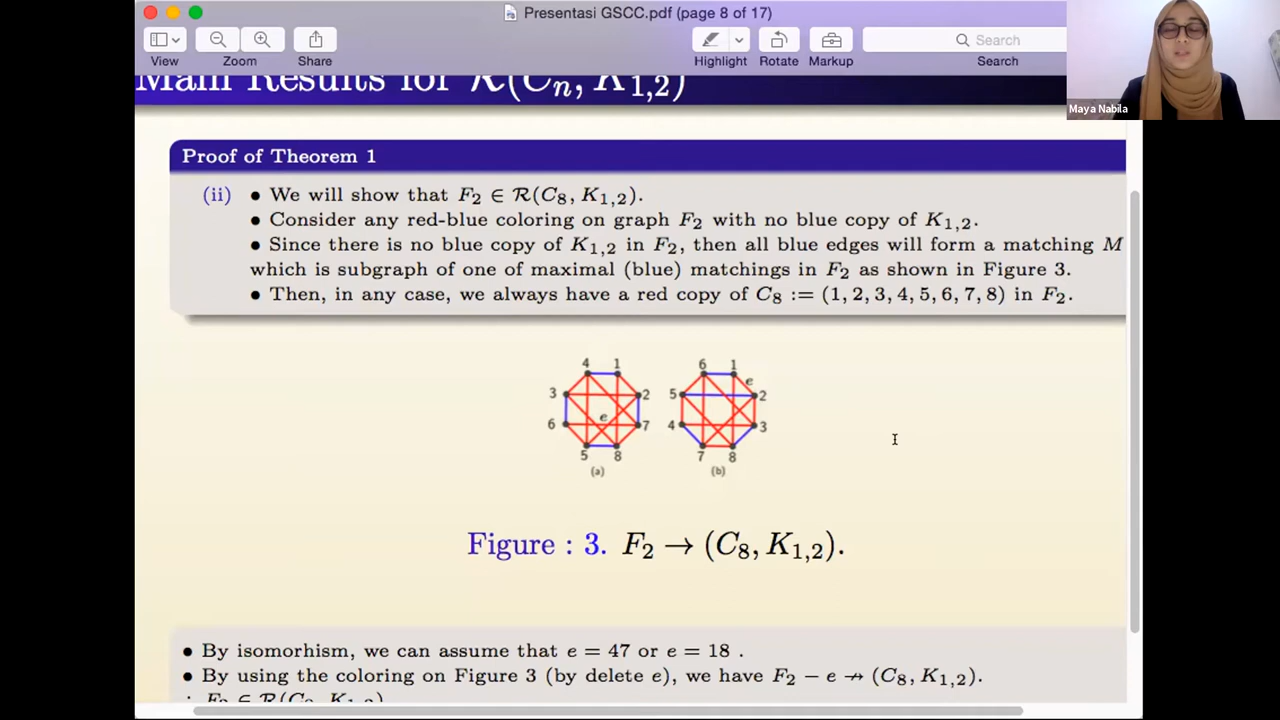 Presentasi GSCC.pdf (page 8 of 17)
View
Zoom
Share
Highlight
Rotate
Markup
Search
Search
Maya Nabila
Main Results for R(Cₙ, K₁,₂)
Proof of Theorem 1
(ii) • We will show that F₂ ∈ R(C₈, K₁,₂).
• Consider any red-blue coloring on graph F₂ with no blue copy of K₁,₂.
• Since there is no blue copy of K₁,₂ in F₂, then all blue edges will form a matching M
which is subgraph of one of maximal (blue) matchings in F₂ as shown in Figure 3.
• Then, in any case, we always have a red copy of C₈ := (1, 2, 3, 4, 5, 6, 7, 8) in F₂.
4 1
3 2
e
6 7
5 8
(a)
6 1
e
5 2
4 3
7 8
(b)
Figure : 3. F₂ → (C₈, K₁,₂).
• By isomorhism, we can assume that e = 47 or e = 18 .
• By using the coloring on Figure 3 (by delete e), we have F₂ − e ↛ (C₈, K₁,₂).
∴ F₂ ∈ R(C₈, K₁,₂)